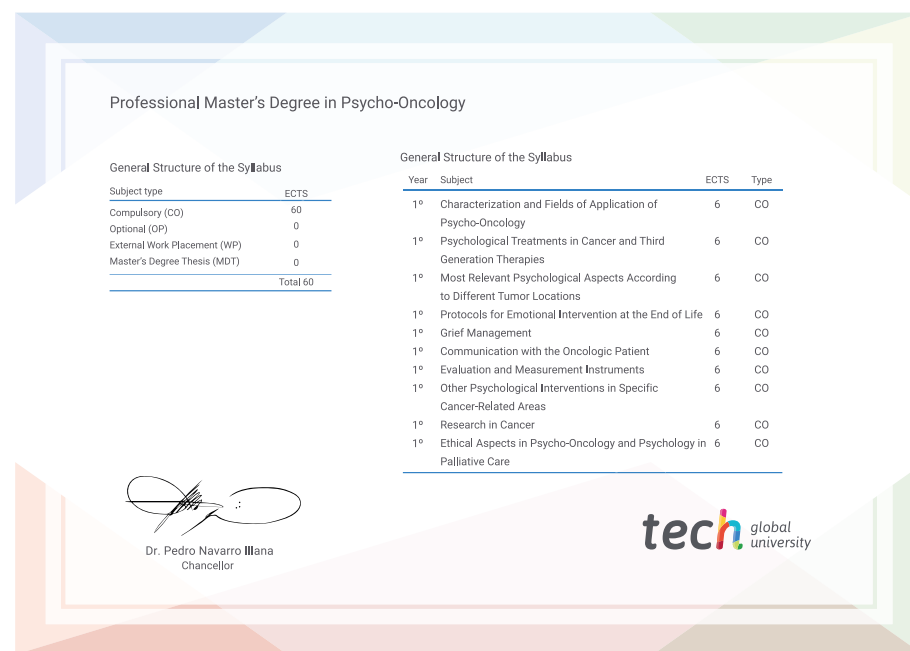 Professional Master’s Degree in Psycho-Oncology
General Structure of the Syllabus
Subject type ECTS
Compulsory (CO) 60
Optional (OP) 0
External Work Placement (WP) 0
Master’s Degree Thesis (MDT) 0
Total 60
General Structure of the Syllabus
Year Subject ECTS Type
1º Characterization and Fields of Application of 6 CO
Psycho-Oncology
1º Psychological Treatments in Cancer and Third 6 CO
Generation Therapies
1º Most Relevant Psychological Aspects According 6 CO
to Different Tumor Locations
1º Protocols for Emotional Intervention at the End of Life 6 CO
1º Grief Management 6 CO
1º Communication with the Oncologic Patient 6 CO
1º Evaluation and Measurement Instruments 6 CO
1º Other Psychological Interventions in Specific 6 CO
Cancer-Related Areas
1º Research in Cancer 6 CO
1º Ethical Aspects in Psycho-Oncology and Psychology in 6 CO
Palliative Care
Dr. Pedro Navarro Illana
Chancellor
tech global
university